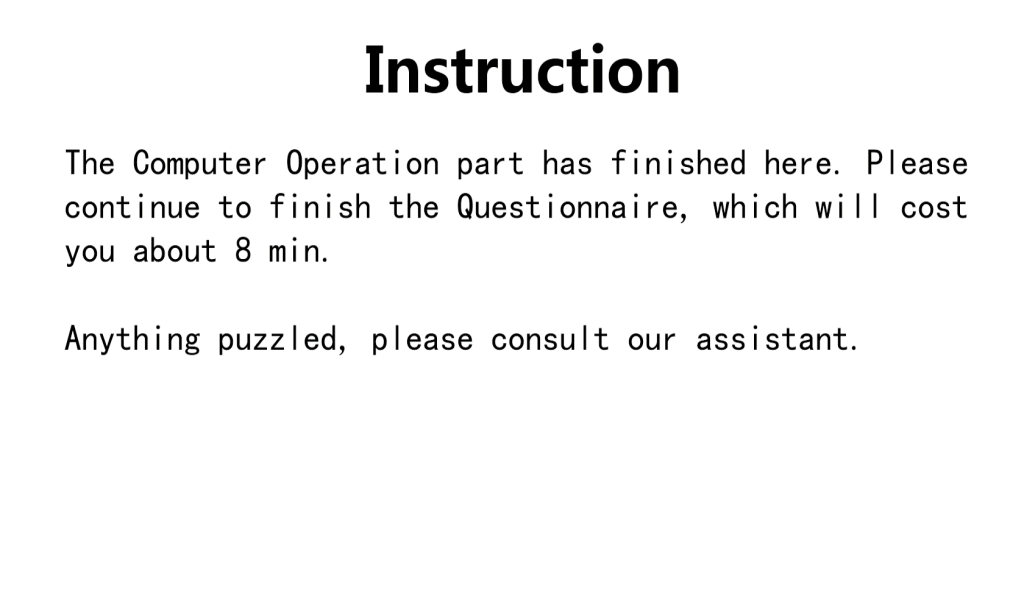 Instruction
The Computer Operation part has finished here. Please
continue to finish the Questionnaire, which will cost
you about 8 min.
Anything puzzled, please consult our assistant.